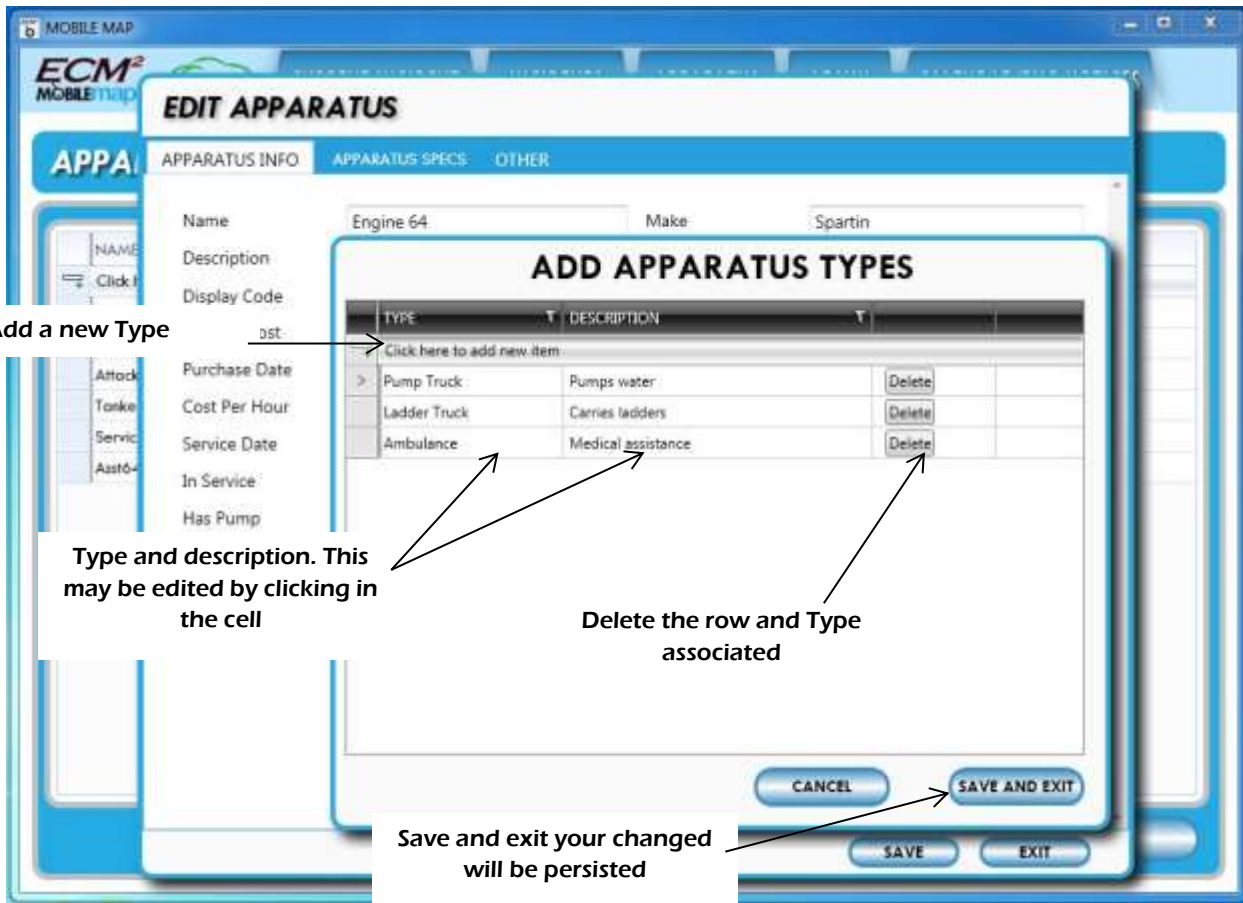 MOBILE MAP
ECM²
MOBILEmap
EDIT APPARATUS
APPA
APPARATUS INFO APPARATUS SPECS OTHER
Name Engine 64 Make Spartin
NAME
Description
Click h
Display Code
ADD APPARATUS TYPES
dd a new Type
ost
TYPE DESCRIPTION
Click here to add new item
Attack
Purchase Date
> Pump Truck Pumps water Delete
Tanke
Cost Per Hour
Ladder Truck Carries ladders Delete
Servic
Service Date
Ambulance Medical assistance Delete
Asst64
In Service
Has Pump
Type and description. This
may be edited by clicking in
the cell
Delete the row and Type
associated
CANCEL SAVE AND EXIT
Save and exit your changed
will be persisted
SAVE EXIT